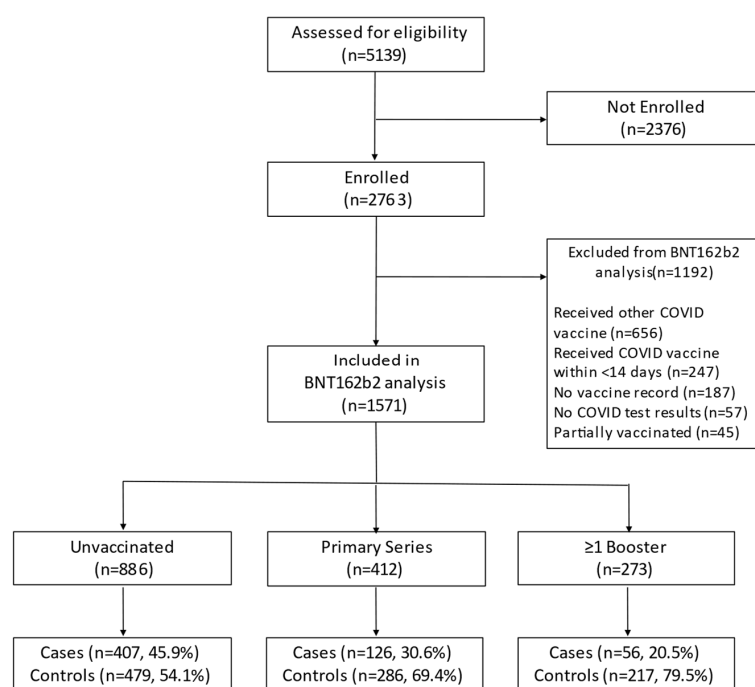 Assessed for eligibility
(n=5139)
Not Enrolled
(n=2376)
Enrolled
(n=2763)
Excluded from BNT162b2
analysis(n=1192)
Received other COVID
vaccine (n=656)
Received COVID vaccine
within <14 days (n=247)
No vaccine record (n=187)
No COVID test results (n=57)
Partially vaccinated (n=45)
Included in
BNT162b2 analysis
(n=1571)
Unvaccinated
(n=886)
Primary Series
(n=412)
≥1 Booster
(n=273)
Cases (n=407, 45.9%)
Controls (n=479, 54.1%)
Cases (n=126, 30.6%)
Controls (n=286, 69.4%)
Cases (n=56, 20.5%)
Controls (n=217, 79.5%)